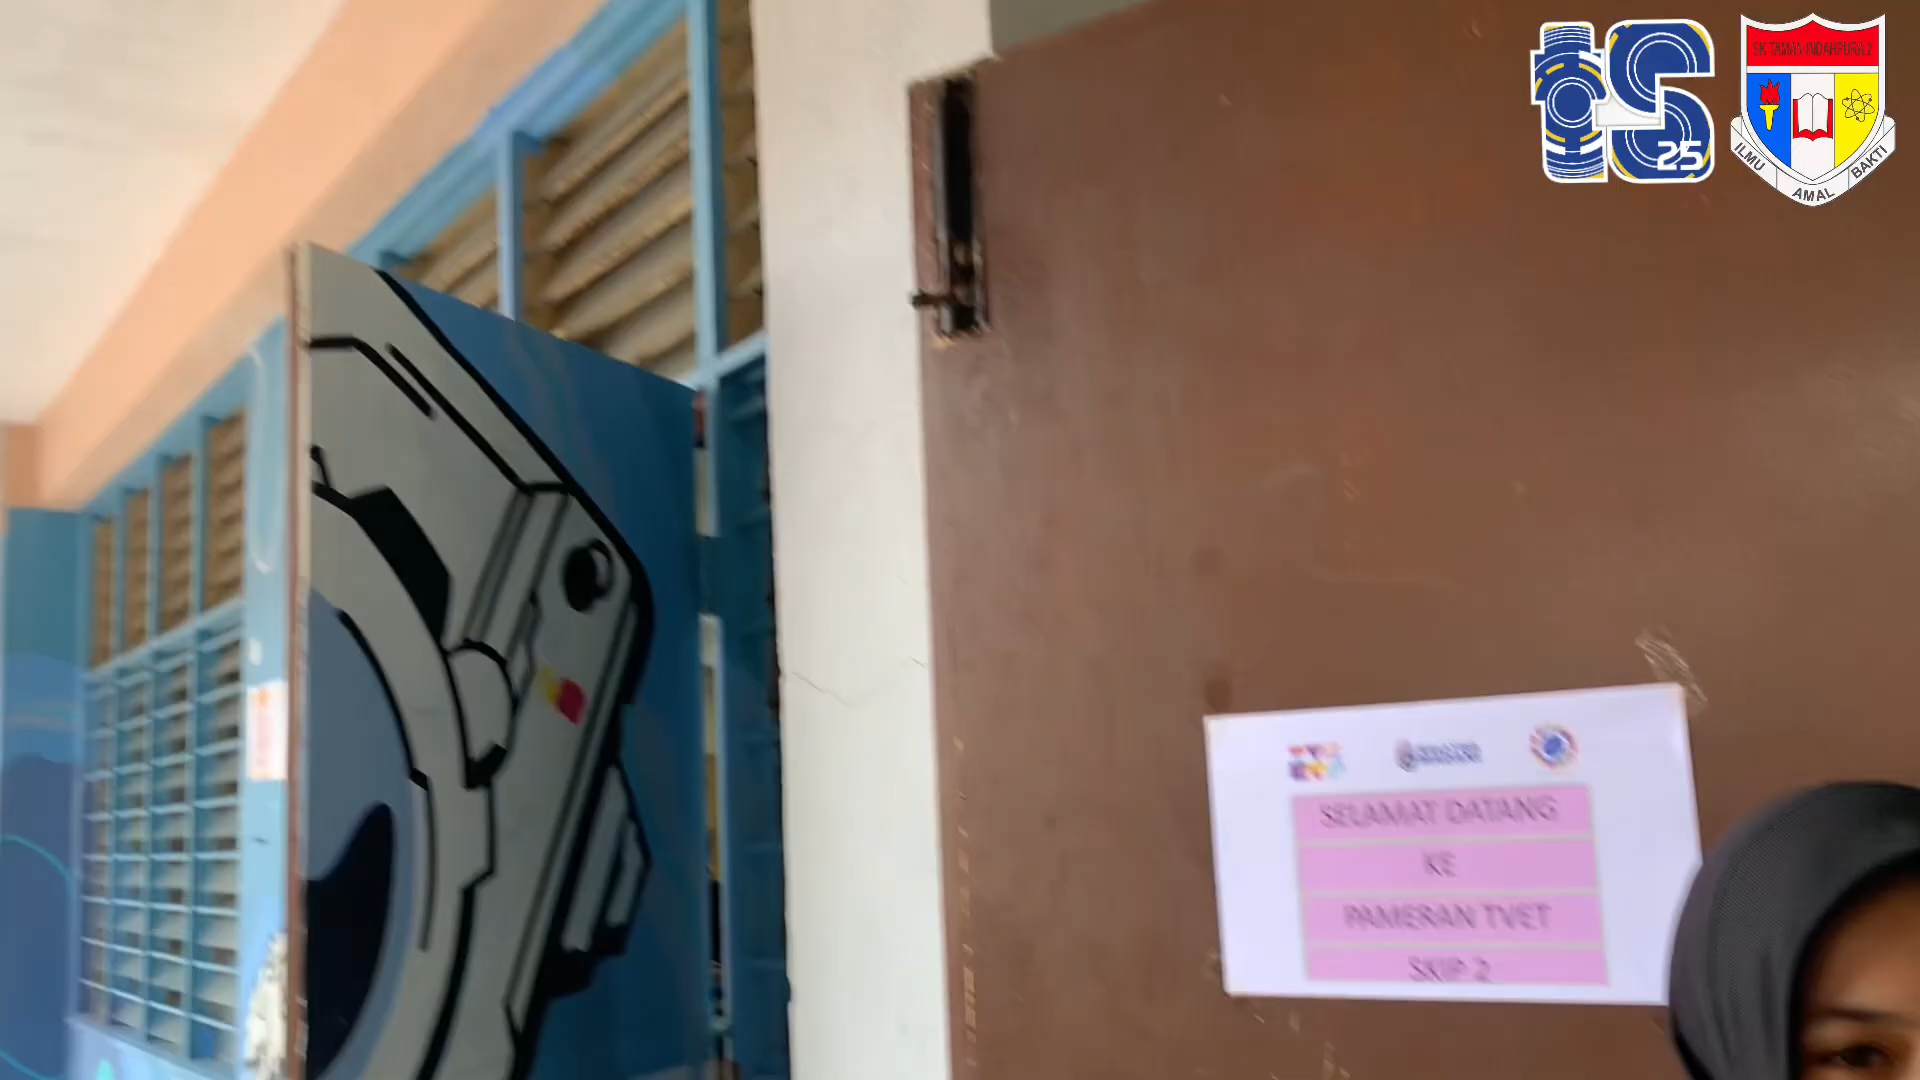 25
SK TAMAN INDAHPURA 2
ILMU
AMAL
BAKTI
SELAMAT DATANG
KE
PAMERAN TVET
SKIP 2